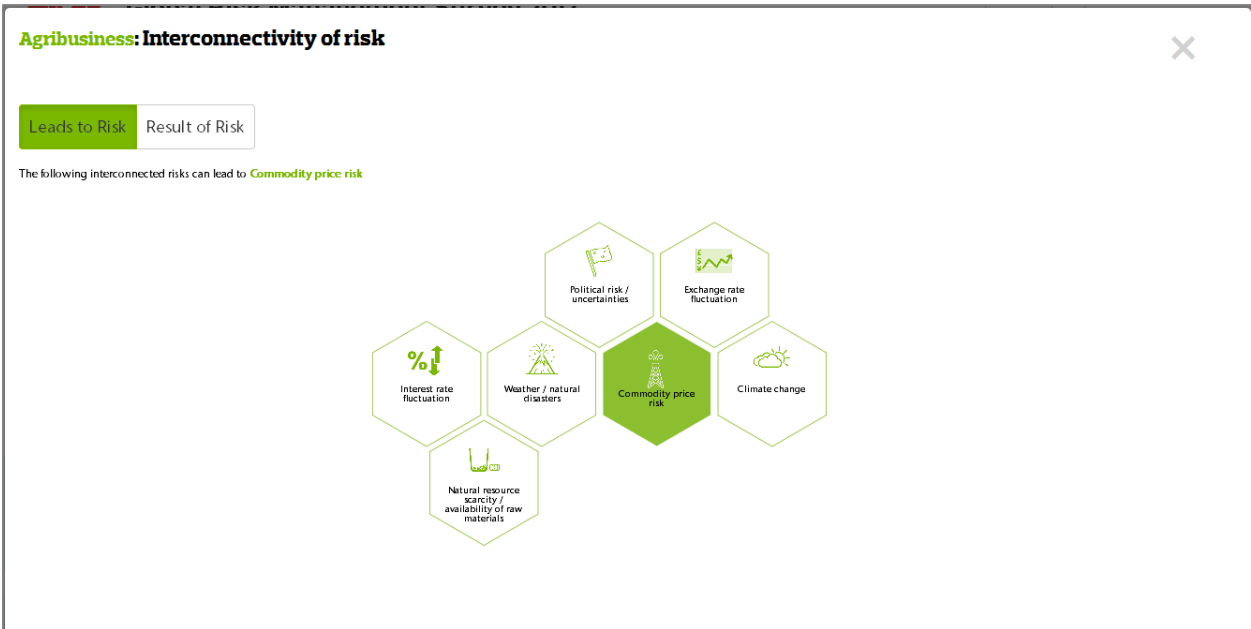 Agribusiness: Interconnectivity of risk
Leads to Risk
Result of Risk
The following interconnected risks can lead to Commodity price risk
Political risk /
uncertainties
Exchange rate
fluctuation
%
Interest rate
fluctuation
Weather / natural
disasters
Commodity price
risk
Climate change
Natural resource
scarcity /
availability of raw
materials